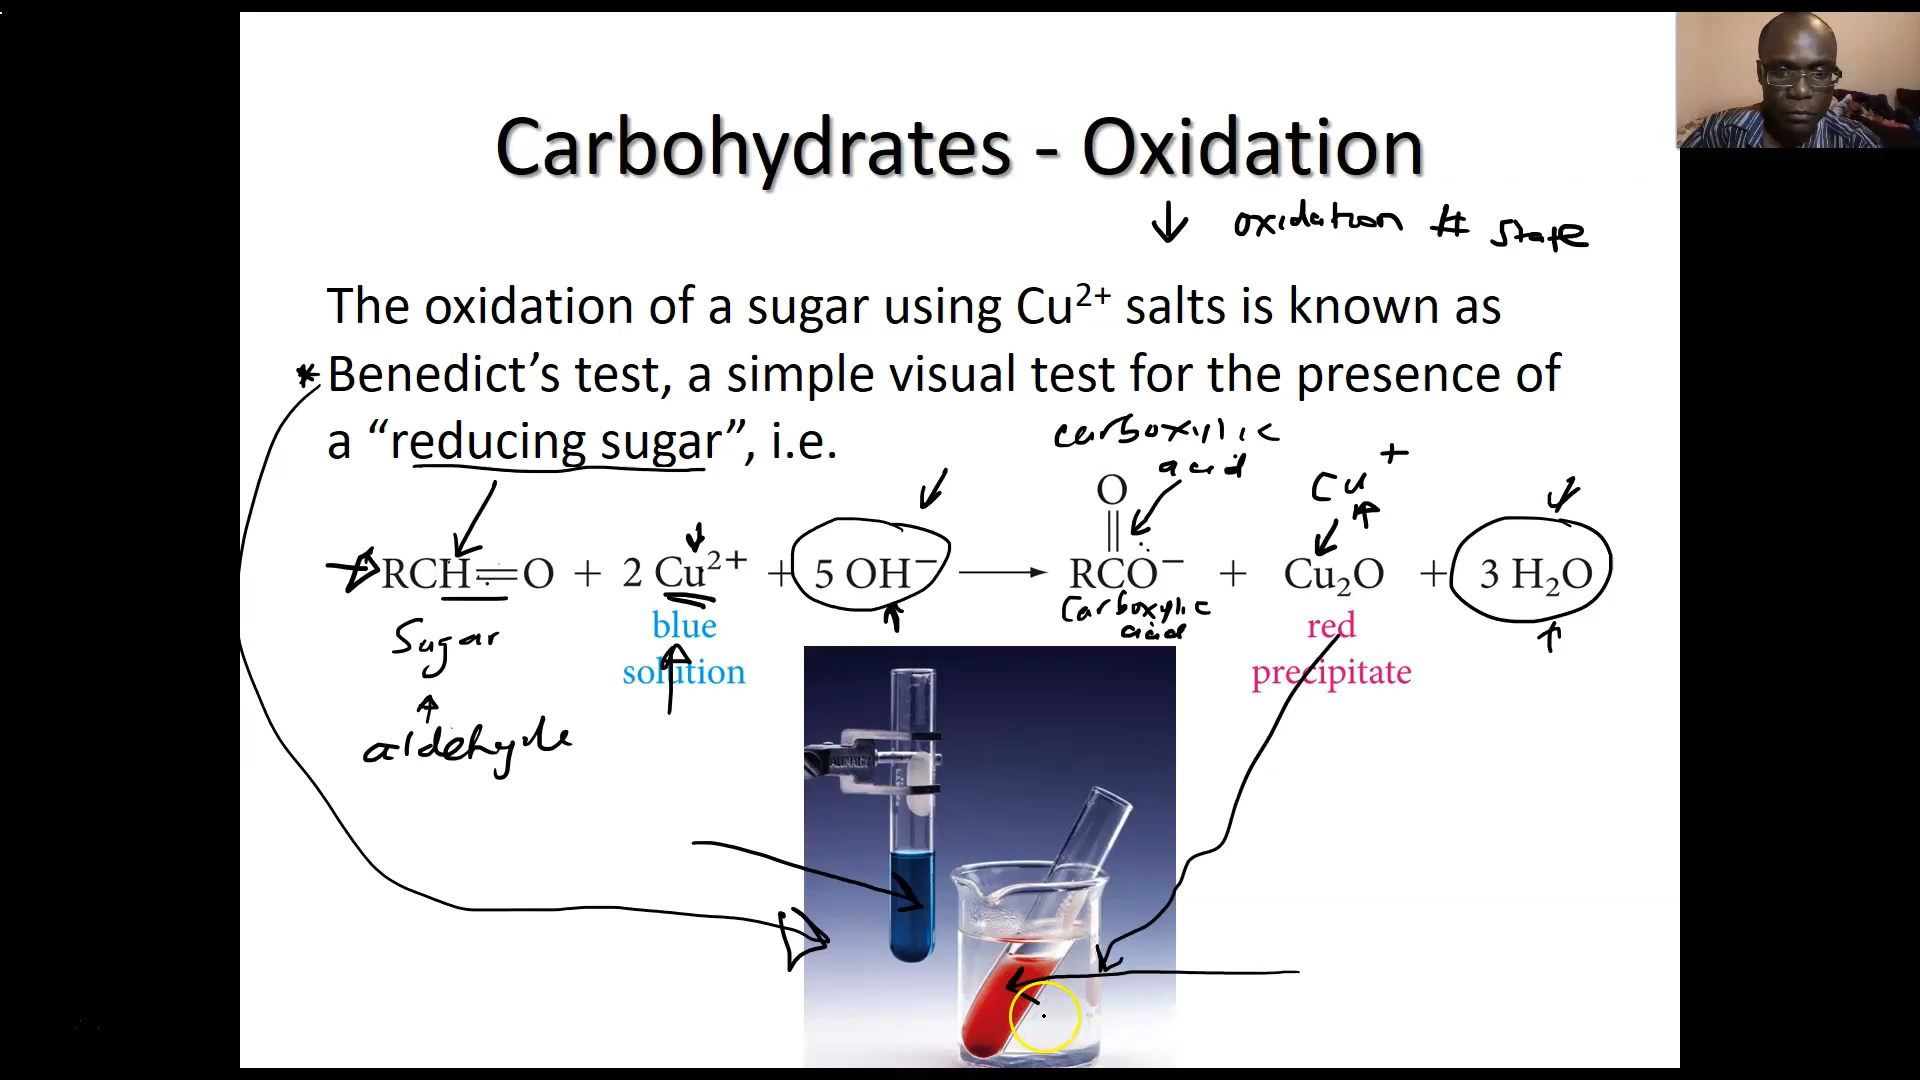 Carbohydrates - Oxidation
↓ oxidation # state
The oxidation of a sugar using Cu²⁺ salts is known as
* Benedict’s test, a simple visual test for the presence of
a “reducing sugar”, i.e.
carboxylic
acid
Cu⁺
O
RCH=O + 2 Cu²⁺ + 5 OH⁻ → RCO⁻ + Cu₂O + 3 H₂O
Sugar
blue
solution
Carboxylic
acid
red
precipitate
aldehyde